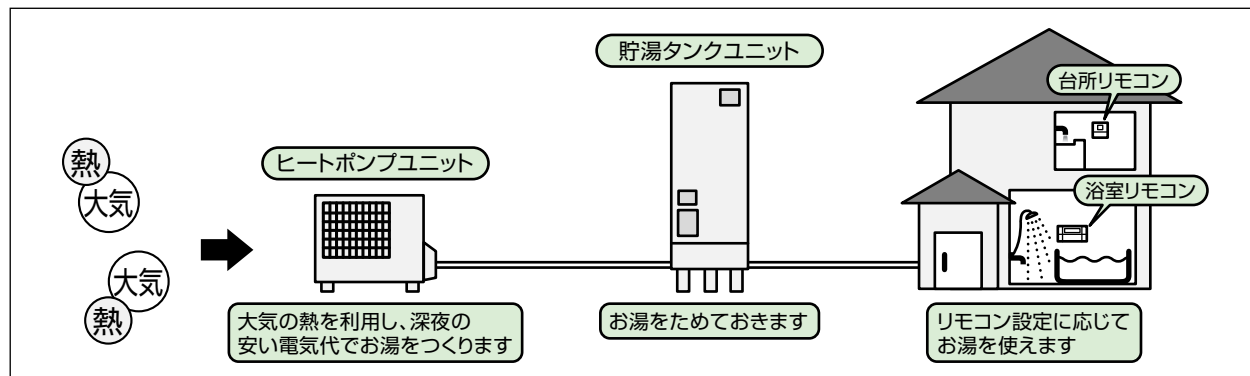 熱
大気
大気
熱
ヒートポンプユニット
大気の熱を利用し、深夜の
安い電気代でお湯をつくります
貯湯タンクユニット
お湯をためておきます
台所リモコン
浴室リモコン
リモコン設定に応じて
お湯を使えます